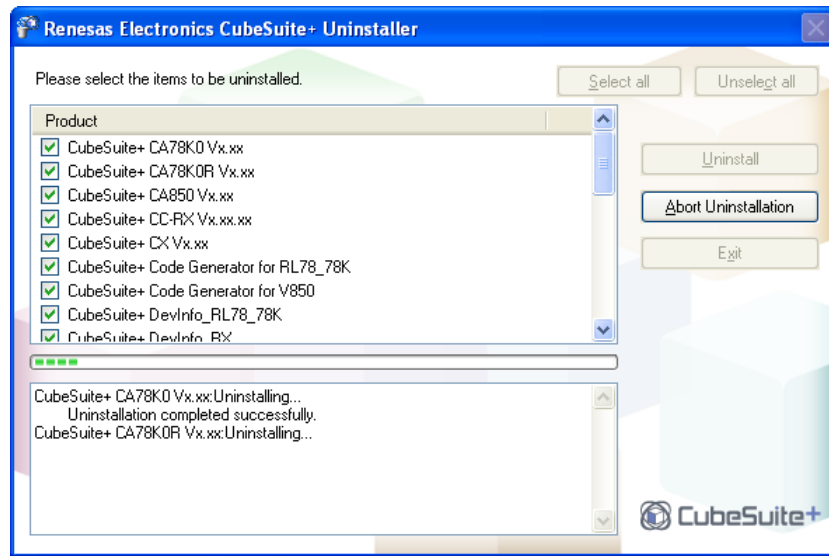 Renesas Electronics CubeSuite+ Uninstaller
Please select the items to be uninstalled.
Select all
Unselect all
Product
CubeSuite+ CA78K0 Vx.xx
CubeSuite+ CA78K0R Vx.xx
CubeSuite+ CA850 Vx.xx
CubeSuite+ CC-RX Vx.xx.xx
CubeSuite+ CX Vx.xx
CubeSuite+ Code Generator for RL78_78K
CubeSuite+ Code Generator for V850
CubeSuite+ DevInfo_RL78_78K
CubeSuite+ DevInfo_RX
Uninstall
Abort Uninstallation
Exit
CubeSuite+ CA78K0 Vx.xx:Uninstalling...
Uninstallation completed successfully.
CubeSuite+ CA78K0R Vx.xx:Uninstalling...
CubeSuite+